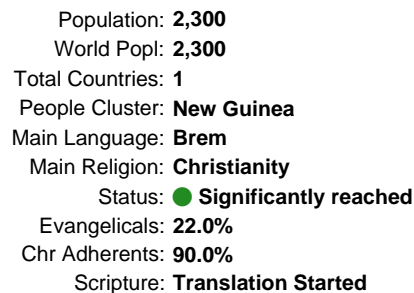 Population: 2,300
World Popl: 2,300
Total Countries: 1
People Cluster: New Guinea
Main Language: Brem
Main Religion: Christianity
Status: Significantly reached
Evangelicals: 22.0%
Chr Adherents: 90.0%
Scripture: Translation Started